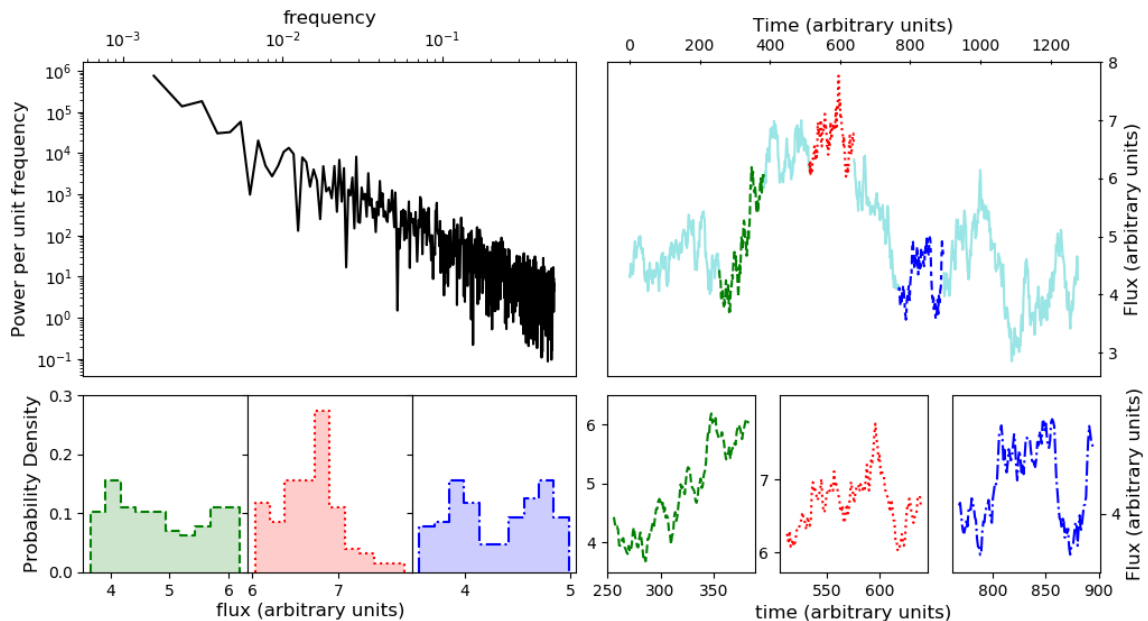 frequency
10⁻³ 10⁻² 10⁻¹
Power per unit frequency
10⁶
10⁵
10⁴
10³
10²
10¹
10⁰
10⁻¹
Time (arbitrary units)
0 200 400 600 800 1000 1200
Flux (arbitrary units)
8
7
6
5
4
3
Probability Density
0.3
0.2
0.1
0.0
4 5 6 6 7 4 5
flux (arbitrary units)
6
5
4
250 300 350
7
6
550 600
4
800 850 900
time (arbitrary units)
Flux (arbitrary units)